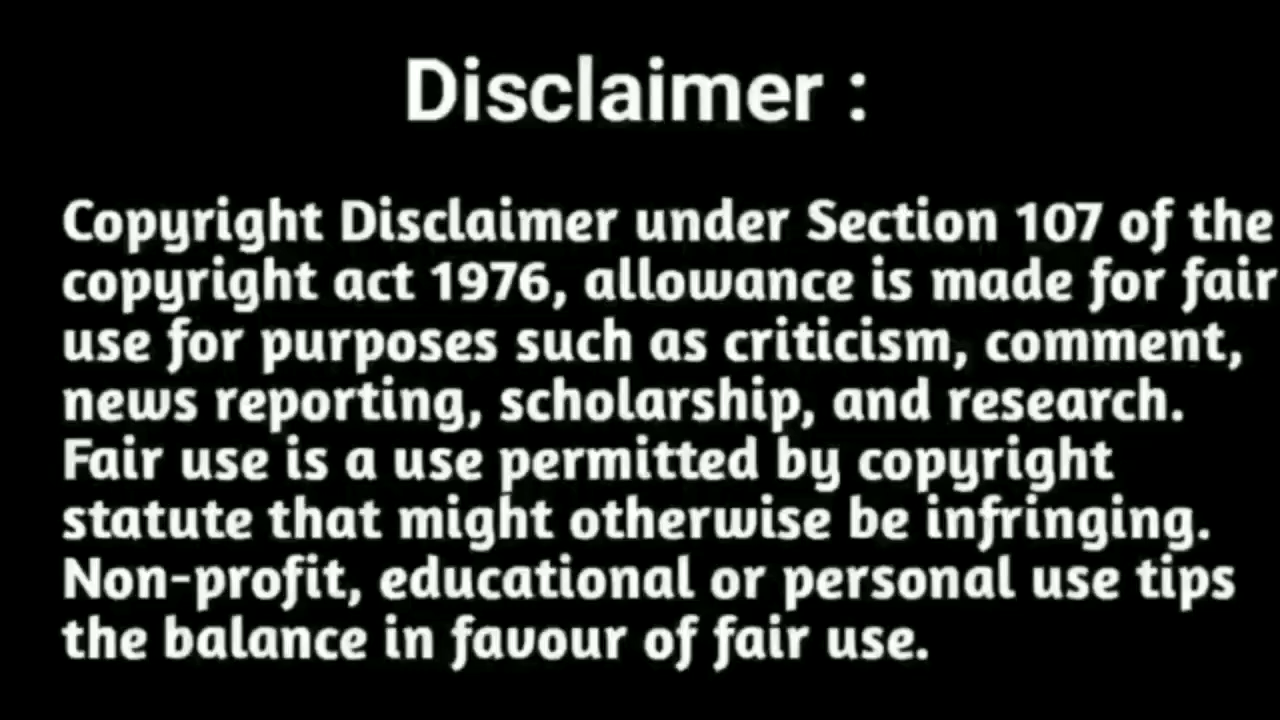 Disclaimer :
Copyright Disclaimer under Section 107 of the
copyright act 1976, allowance is made for fair
use for purposes such as criticism, comment,
news reporting, scholarship, and research.
Fair use is a use permitted by copyright
statute that might otherwise be infringing.
Non-profit, educational or personal use tips
the balance in favour of fair use.